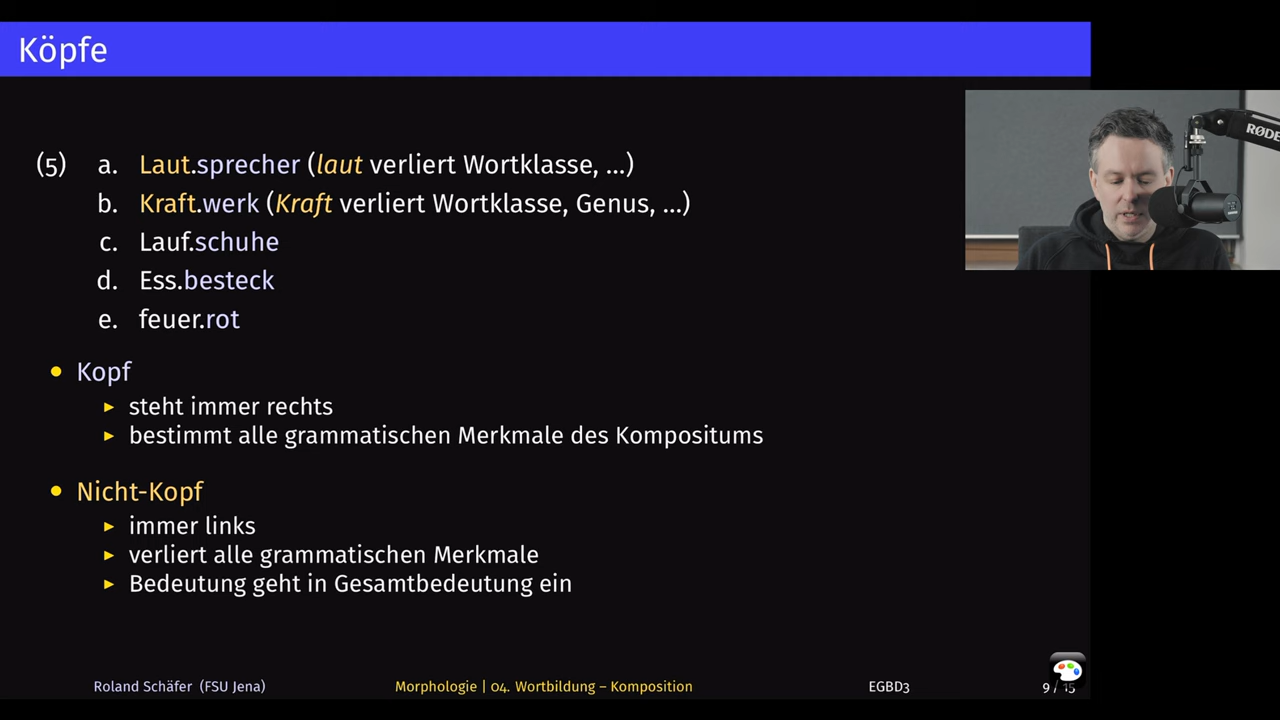 Köpfe
(5) a. Laut.sprecher (laut verliert Wortklasse, ...)
b. Kraft.werk (Kraft verliert Wortklasse, Genus, ...)
c. Lauf.schuhe
d. Ess.besteck
e. feuer.rot
• Kopf
▶ steht immer rechts
▶ bestimmt alle grammatischen Merkmale des Kompositums
• Nicht-Kopf
▶ immer links
▶ verliert alle grammatischen Merkmale
▶ Bedeutung geht in Gesamtbedeutung ein
RØDE
Roland Schäfer (FSU Jena) Morphologie | 04. Wortbildung – Komposition EGBD3 9 / 15